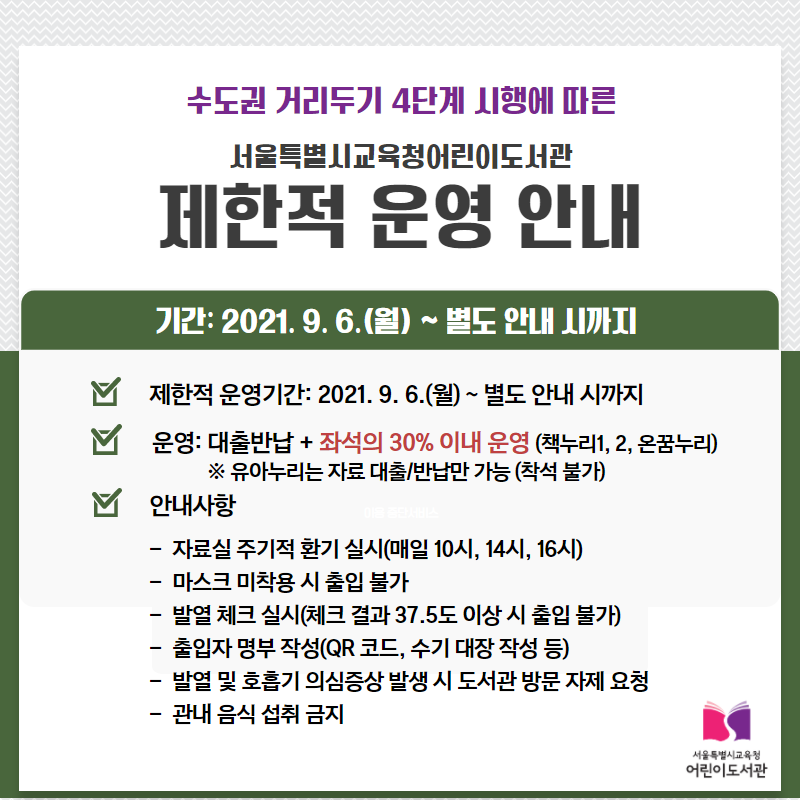 수도권 거리두기 4단계 시행에 따른
서울특별시교육청어린이도서관
제한적 운영 안내
기간: 2021. 9. 6.(월) ~ 별도 안내 시까지
제한적 운영기간: 2021. 9. 6.(월) ~ 별도 안내 시까지
운영: 대출반납 + 좌석의 30% 이내 운영 (책누리1, 2, 온꿈누리)
※ 유아누리는 자료 대출/반납만 가능 (착석 불가)
안내사항
- 자료실 주기적 환기 실시(매일 10시, 14시, 16시)
- 마스크 미착용 시 출입 불가
- 발열 체크 실시(체크 결과 37.5도 이상 시 출입 불가)
- 출입자 명부 작성(QR 코드, 수기 대장 작성 등)
- 발열 및 호흡기 의심증상 발생 시 도서관 방문 자제 요청
- 관내 음식 섭취 금지
서울특별시교육청
어린이도서관